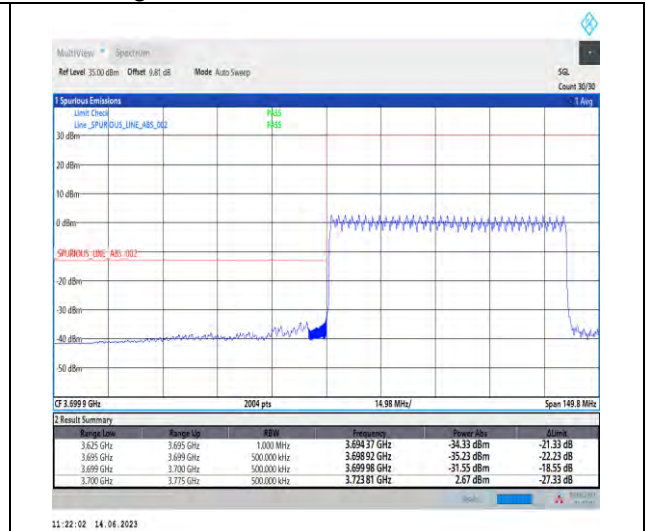 MultiView Spectrum
Ref Level 35.00 dBm Offset 9.81 dB Mode Auto Sweep SGL
Count 30/30
1 Spurious Emissions 1 Avg
Limit Check PASS
Line _SPURIOUS_LINE_ABS_002 PASS
30 dBm
20 dBm
10 dBm
0 dBm
_SPURIOUS_LINE_ABS_002
-20 dBm
-30 dBm
-40 dBm
-50 dBm
CF 3.699 9 GHz 2004 pts 14.98 MHz/ Span 149.8 MHz
2 Result Summary
Range Low Range Up RBW Frequency Power Abs ΔLimit
3.625 GHz 3.695 GHz 1.000 MHz 3.694 37 GHz -34.33 dBm -21.33 dB
3.695 GHz 3.699 GHz 500.000 kHz 3.698 92 GHz -35.23 dBm -22.23 dB
3.699 GHz 3.700 GHz 500.000 kHz 3.699 98 GHz -31.55 dBm -18.55 dB
3.700 GHz 3.775 GHz 500.000 kHz 3.723 81 GHz 2.67 dBm -27.33 dB
11:22:02 14.06.2023